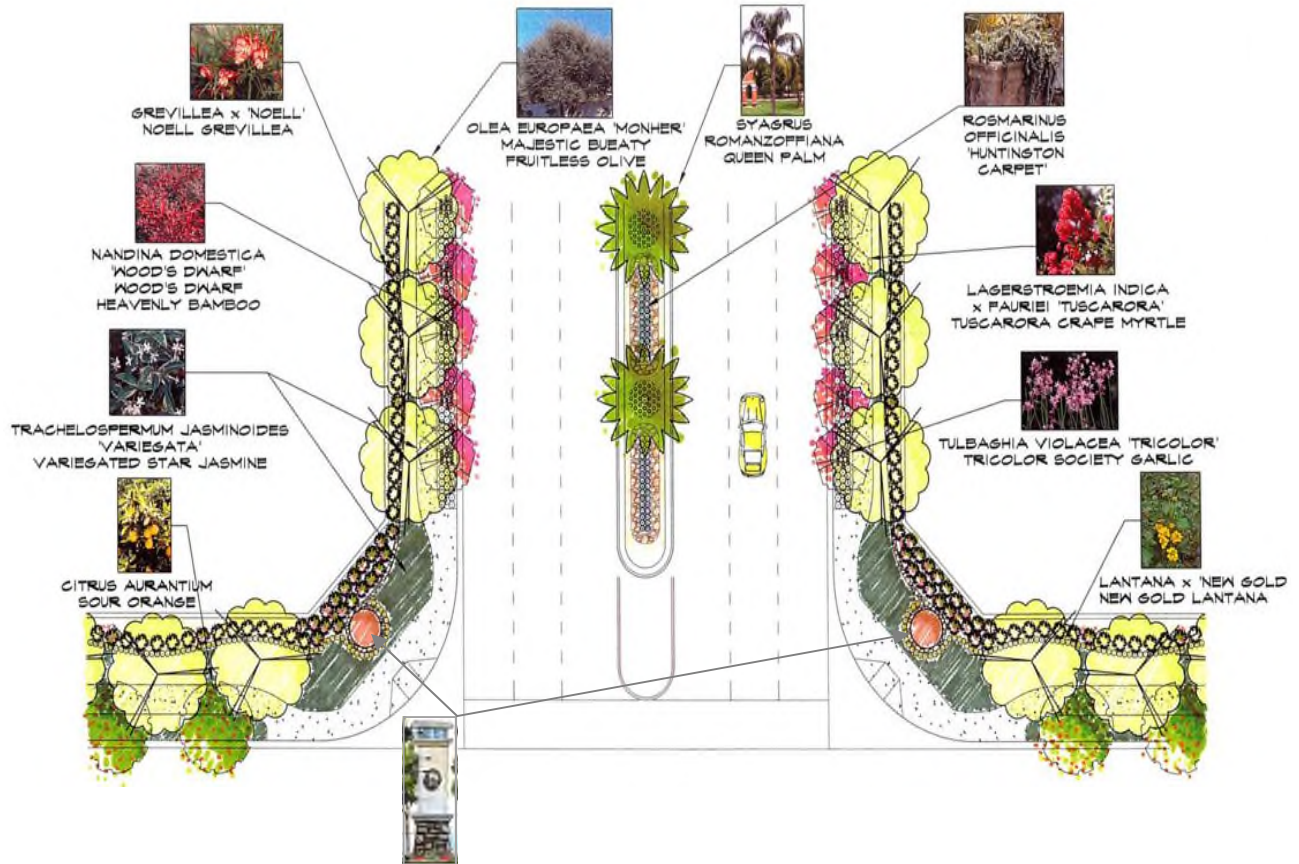 GREVILLEA x 'NOELL'
NOELL GREVILLEA
OLEA EUROPAEA 'MONHER'
MAJESTIC BUEATY
FRUITLESS OLIVE
SYAGRUS
ROMANZOFFIANA
QUEEN PALM
ROSMARINUS
OFFICINALIS
'HUNTINGTON
CARPET'
NANDINA DOMESTICA
'WOOD'S DWARF'
WOOD'S DWARF
HEAVENLY BAMBOO
LAGERSTROEMIA INDICA
x FAURIEI 'TUSCARORA'
TUSCARORA CRAPE MYRTLE
TRACHELOSPERMUM JASMINOIDES
'VARIEGATA'
VARIEGATED STAR JASMINE
TULBAGHIA VIOLACEA 'TRICOLOR'
TRICOLOR SOCIETY GARLIC
CITRUS AURANTIUM
SOUR ORANGE
LANTANA x 'NEW GOLD
NEW GOLD LANTANA